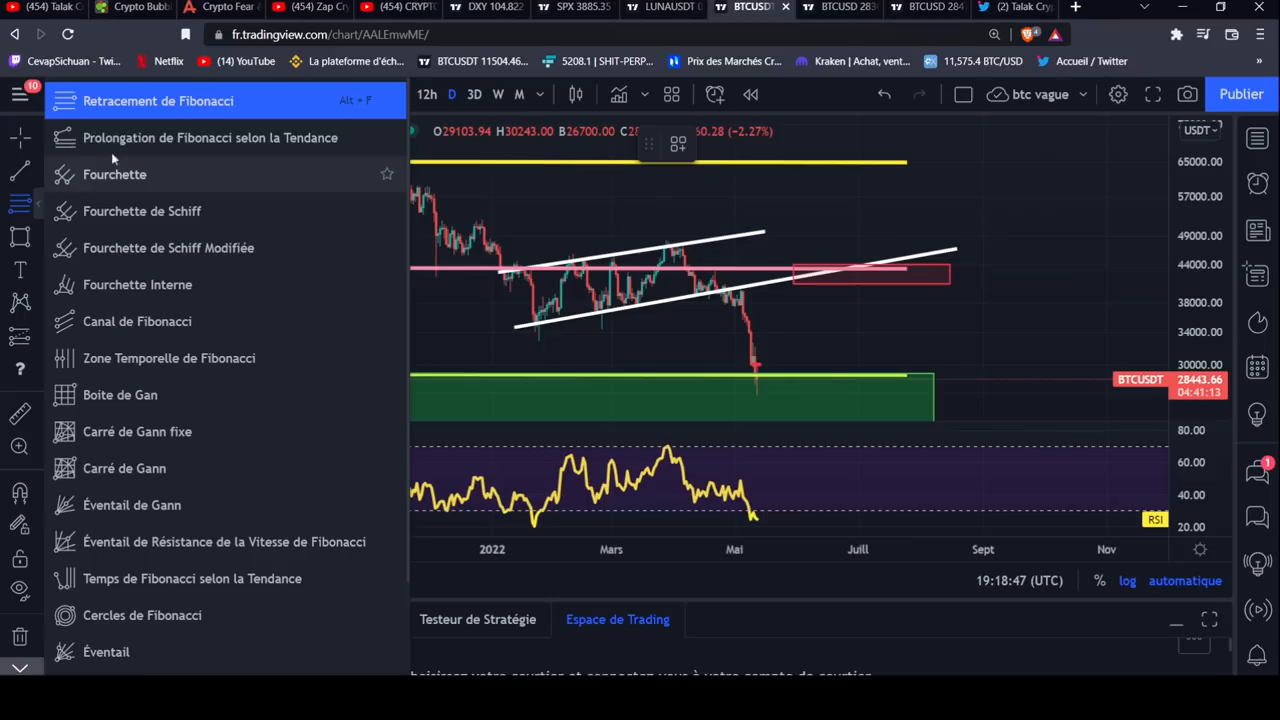 (454) Talak C
Crypto Bubb
Crypto Fear &
(454) Zap Cry
(454) CRYPTO
DXY 104.822
SPX 3885.35
LUNAUSDT 0
BTCUSDT
BTCUSD 2830
BTCUSD 284
(2) Talak Cryp
fr.tradingview.com/chart/AALEmwME/
CevapSichuan - Twi...
Netflix
(14) YouTube
La plateforme d'éch...
BTCUSDT 11504.46...
5208.1 | SHIT-PERP...
Prix des Marchés Cr...
Kraken | Achat, vent...
11,575.4 BTC/USD
Accueil / Twitter
»
10
Retracement de Fibonacci
Alt + F
12h
D
3D
W
M
btc vague
Publier
Prolongation de Fibonacci selon la Tendance
O29103.94 H30243.00 B26700.00 C28
60.28 (−2.27%)
USDT
Fourchette
Fourchette de Schiff
Fourchette de Schiff Modifiée
Fourchette Interne
Canal de Fibonacci
Zone Temporelle de Fibonacci
Boite de Gan
Carré de Gann fixe
Carré de Gann
Éventail de Gann
Éventail de Résistance de la Vitesse de Fibonacci
Temps de Fibonacci selon la Tendance
Cercles de Fibonacci
Éventail
65000.00
57000.00
49000.00
44000.00
38000.00
34000.00
30000.00
BTCUSDT
28443.66
04:41:13
80.00
60.00
40.00
RSI
20.00
1
2022
Mars
Mai
Juill
Sept
Nov
19:18:47 (UTC)
%
log
automatique
Testeur de Stratégie
Espace de Trading